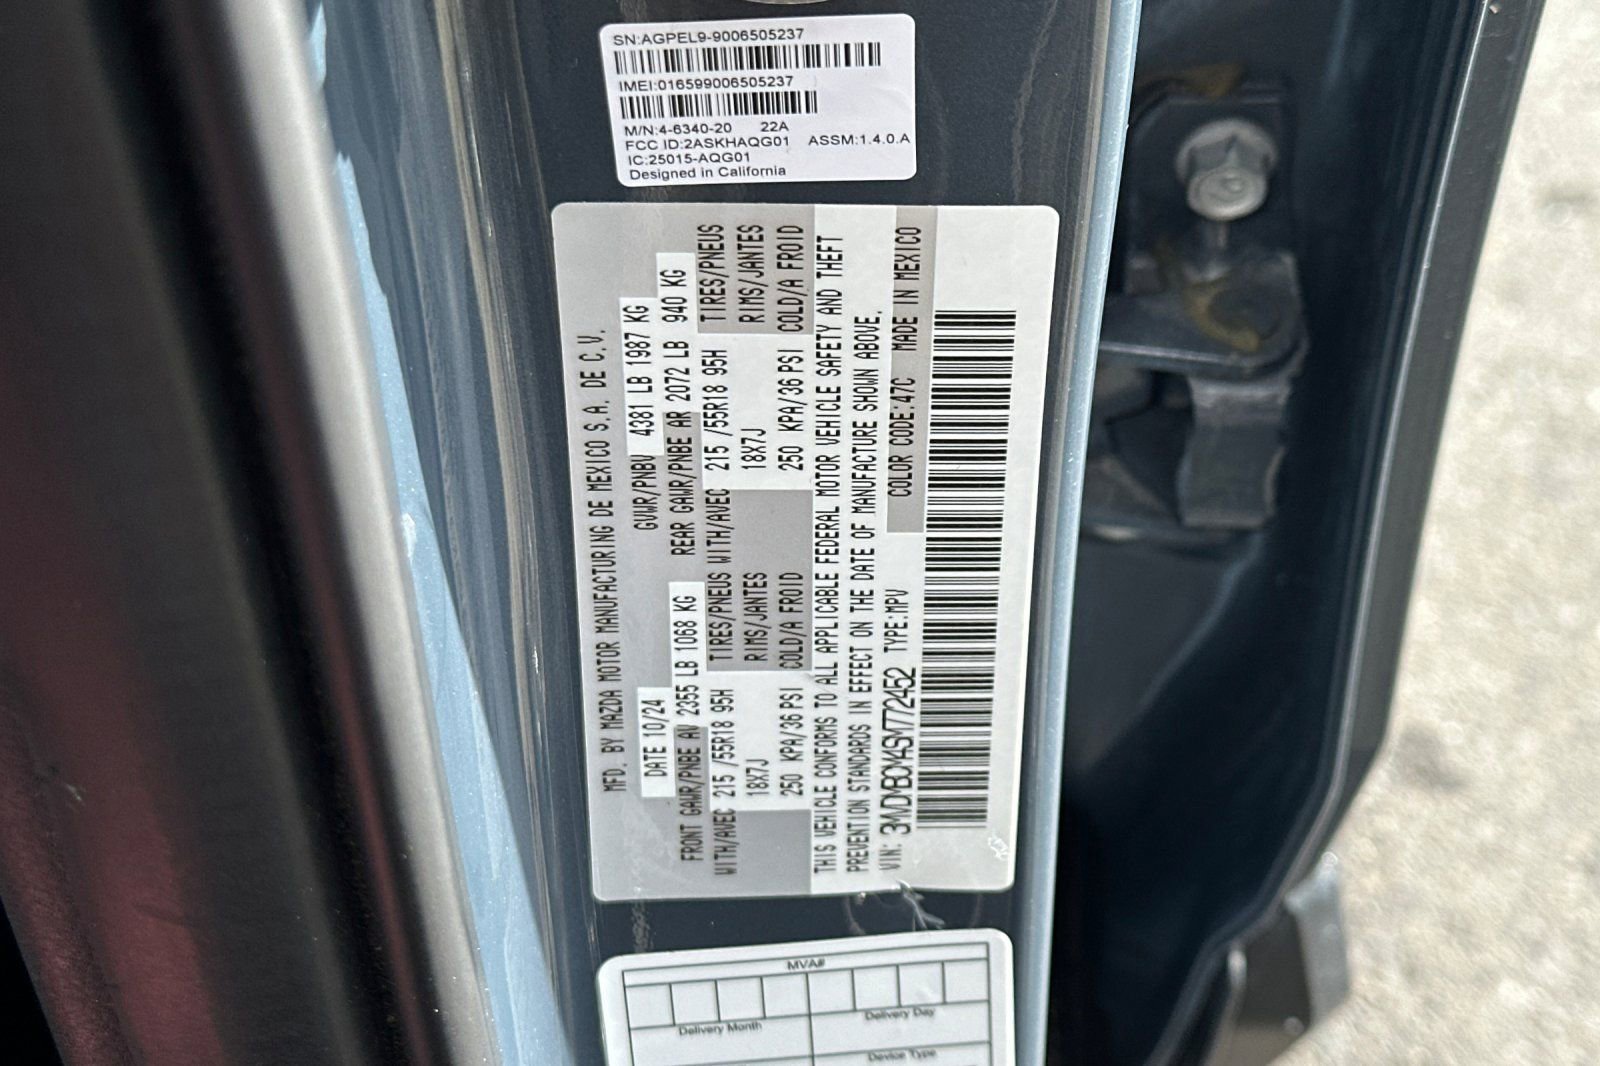 SN:AGPEL9-9006505237
IMEI:016599006505237
M/N:4-6340-20 22A
FCC ID:2ASKHAQG01 ASSM:1.4.0.A
IC:25015-AQG01
Designed in California
MFD. BY MAZDA MOTOR MANUFACTURING DE MEXICO S.A. DE C.V.
DATE 10/24 GVWR/PNBV 4381 LB 1987 KG
FRONT GAWR/PNBE AV 2355 LB 1068 KG REAR GAWR/PNBE AR 2072 LB 940 KG
WITH/AVEC 215 /55R18 95H TIRES/PNEUS WITH/AVEC 215 /55R18 95H TIRES/PNEUS
18X7J RIMS/JANTES 18X7J RIMS/JANTES
250 KPA/36 PSI COLD/A FROID 250 KPA/36 PSI COLD/A FROID
THIS VEHICLE CONFORMS TO ALL APPLICABLE FEDERAL MOTOR VEHICLE SAFETY AND THEFT
PREVENTION STANDARDS IN EFFECT ON THE DATE OF MANUFACTURE SHOWN ABOVE.
VIN: 3MVDMBCY4SM772452 TYPE:MPV COLOR CODE:47C MADE IN MEXICO
MVA#
Delivery Month Delivery Day
Device Type